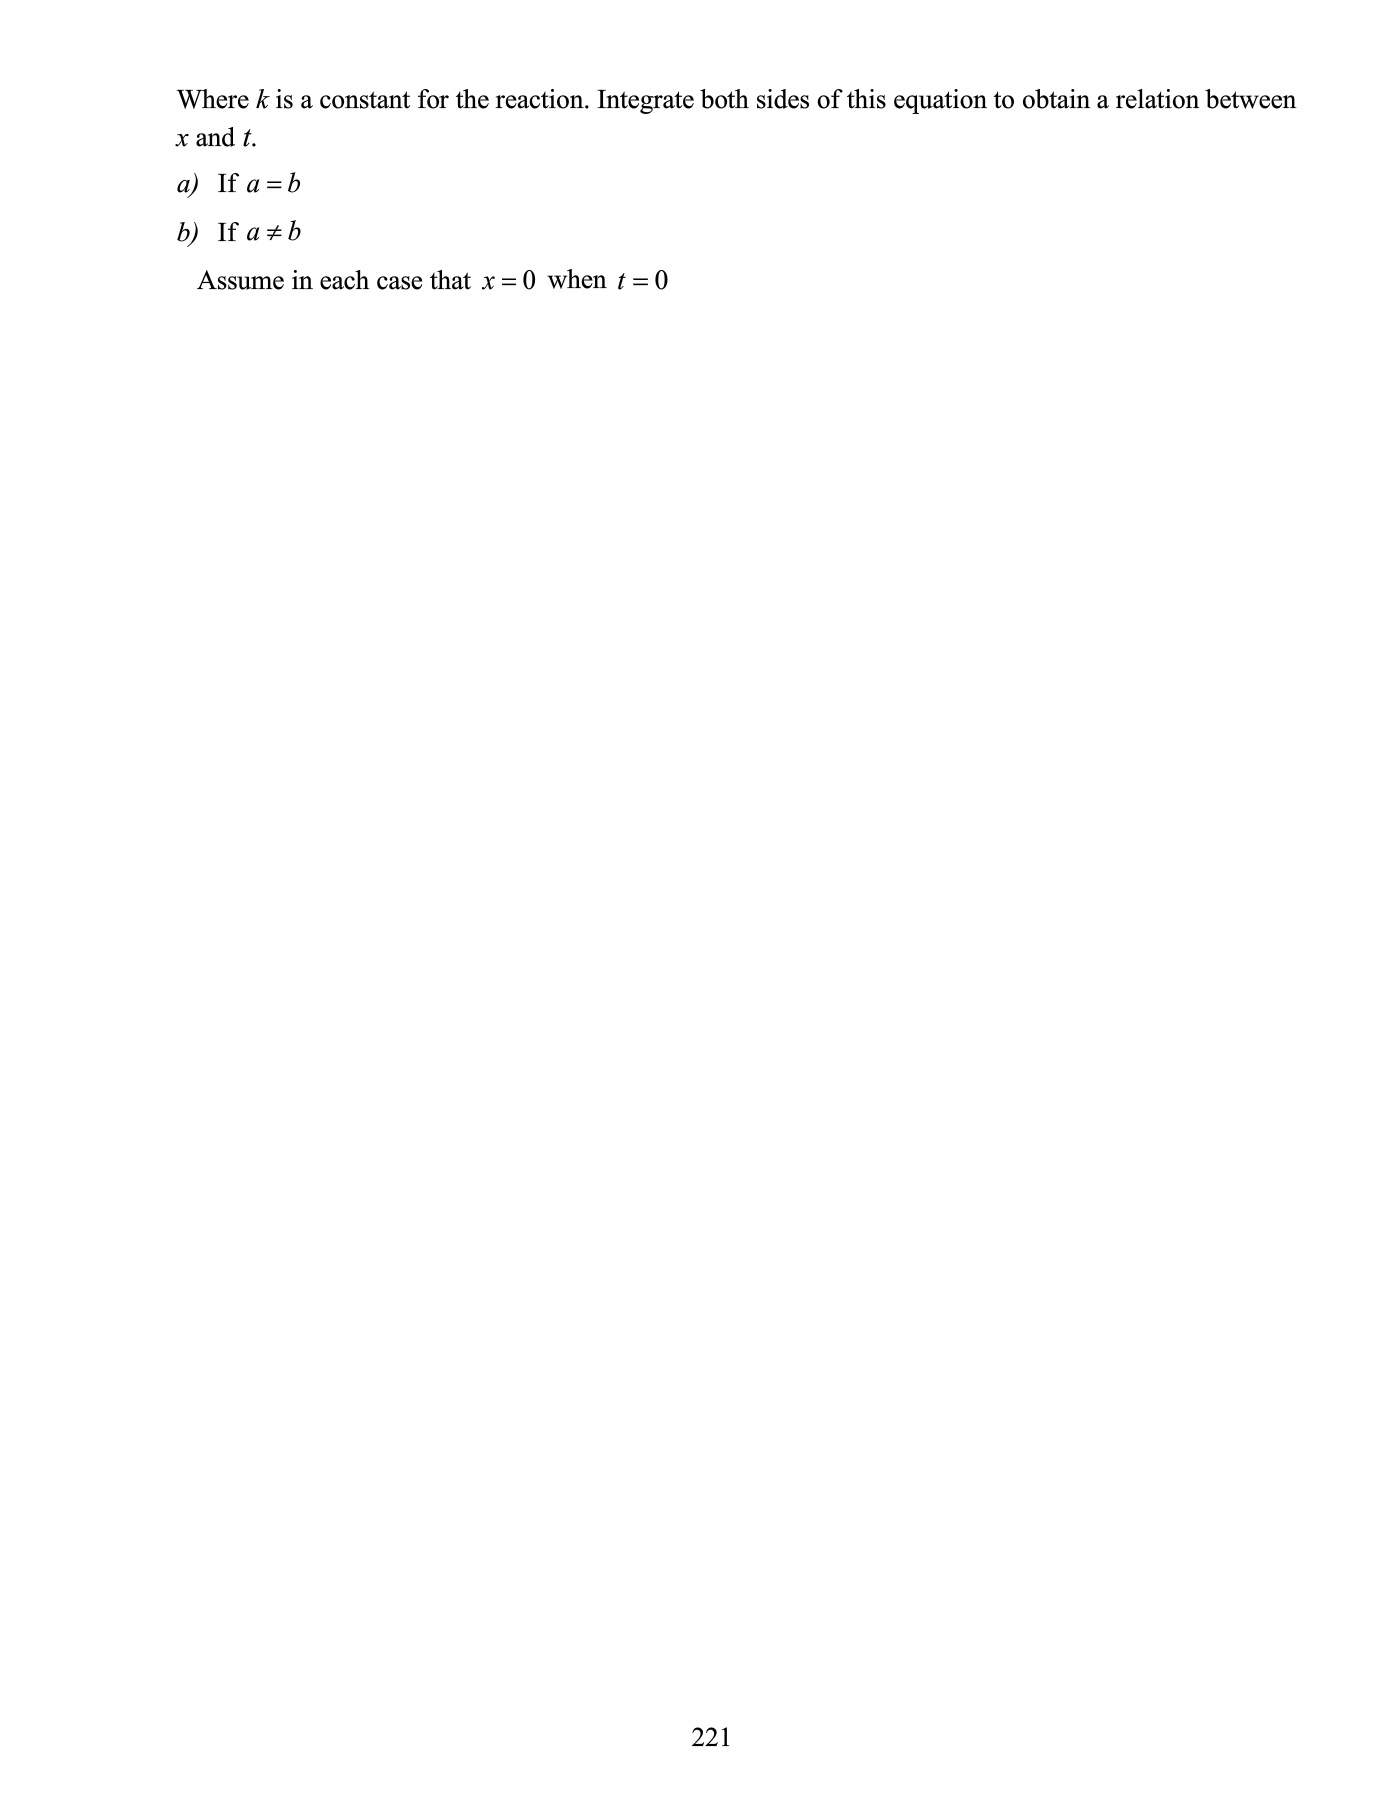 Where k is a constant for the reaction. Integrate both sides of this equation to obtain a relation between
x and t.
a) If a = b
b) If a ≠ b
Assume in each case that x = 0 when t = 0
221